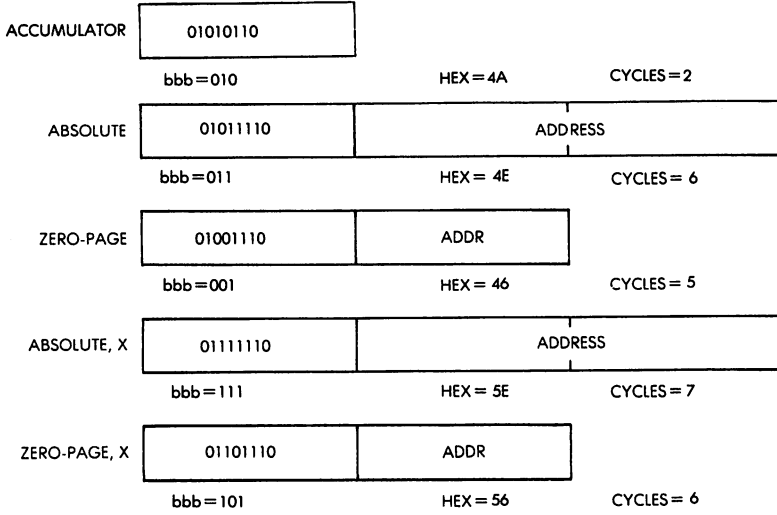 ACCUMULATOR 01010110
bbb=010 HEX=4A CYCLES=2
ABSOLUTE 01011110 ADDRESS
bbb=011 HEX= 4E CYCLES= 6
ZERO-PAGE 01001110 ADDR
bbb=001 HEX= 46 CYCLES= 5
ABSOLUTE, X 01111110 ADDRESS
bbb=111 HEX= 5E CYCLES=7
ZERO-PAGE, X 01101110 ADDR
bbb=101 HEX=56 CYCLES= 6